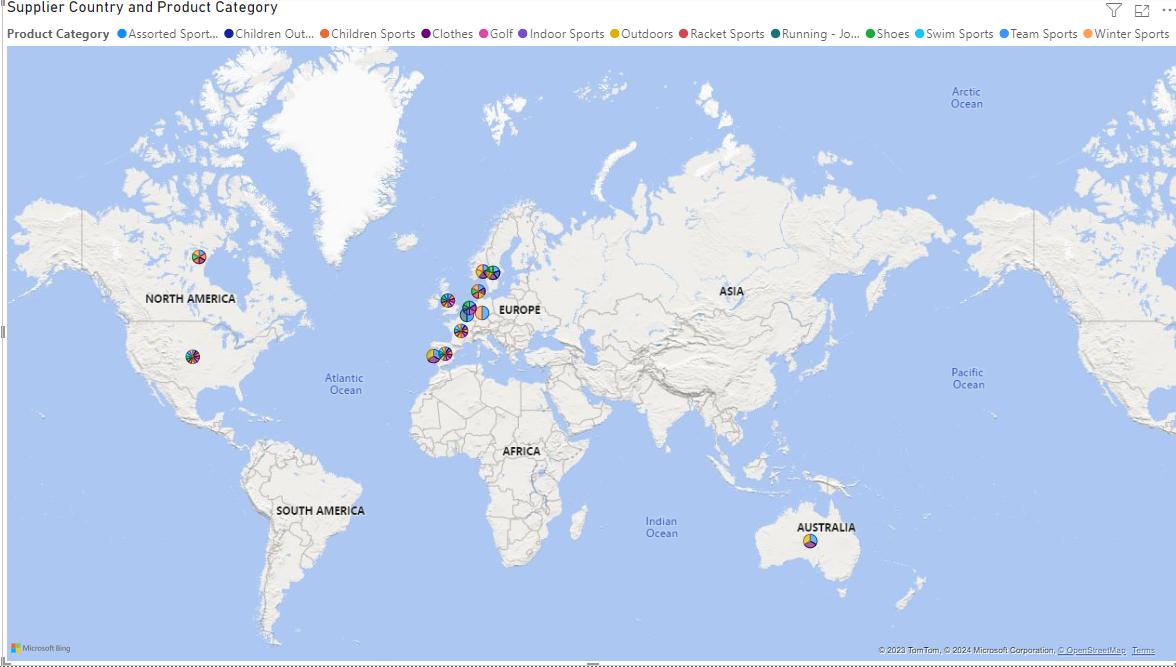 Supplier Country and Product Category
Product Category Assorted Sport... Children Out... Children Sports Clothes Golf Indoor Sports Outdoors Racket Sports Running - Jo... Shoes Swim Sports Team Sports Winter Sports
Arctic
Ocean
NORTH AMERICA
ASIA
EUROPE
Atlantic
Ocean
Pacific
Ocean
AFRICA
SOUTH AMERICA
Indian
Ocean
AUSTRALIA
Microsoft Bing
© 2023 TomTom, © 2024 Microsoft Corporation, © OpenStreetMap Terms